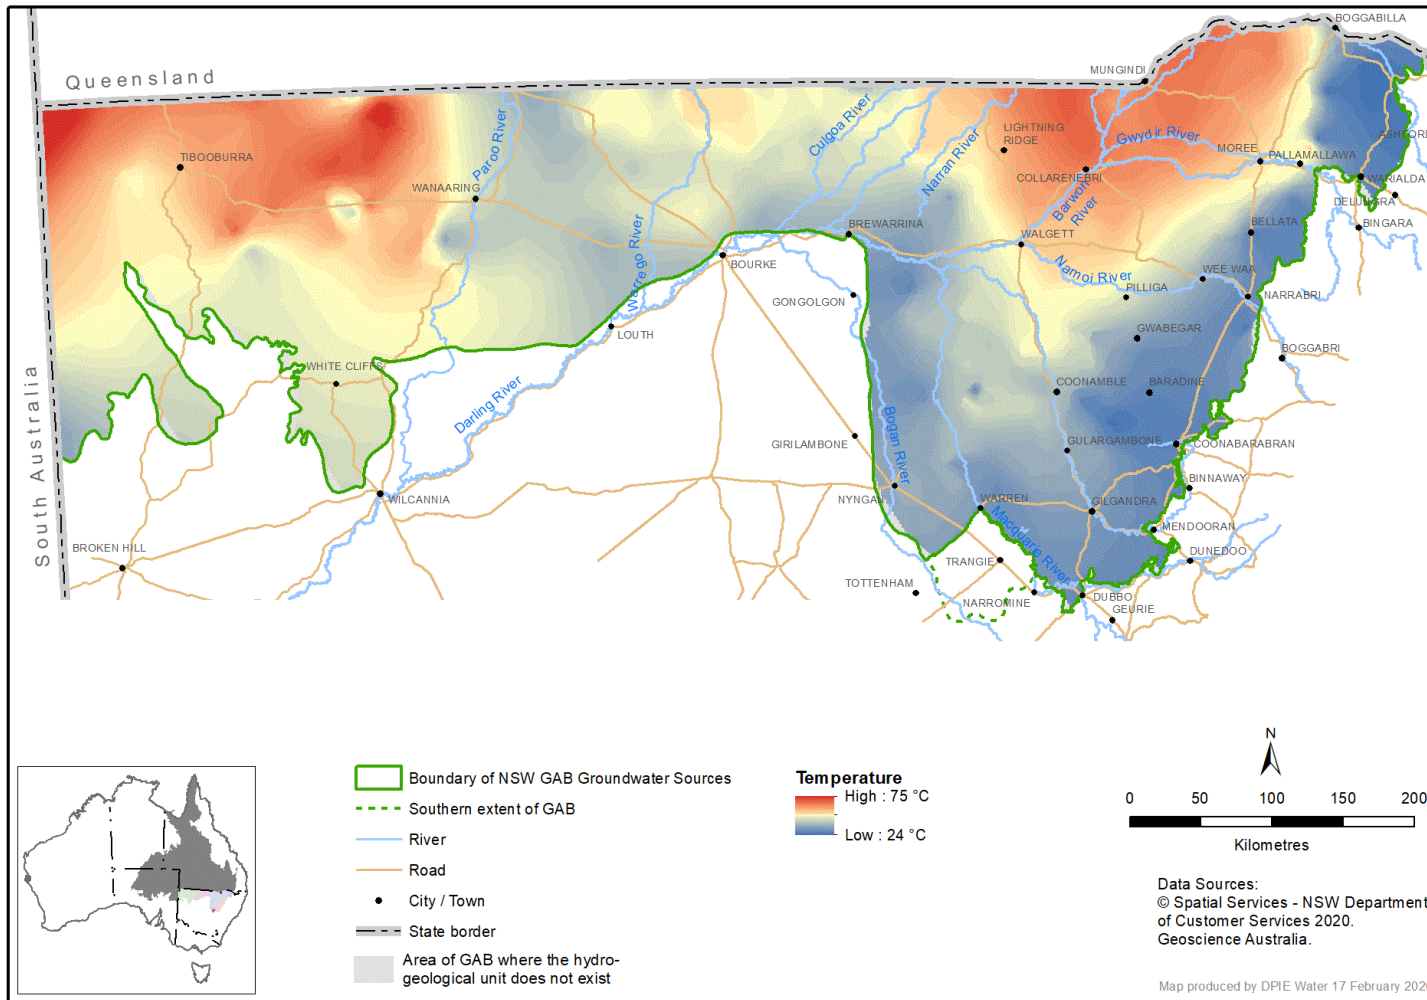 BOGGABILLA
Queensland
MUNGINDI
Culgoa River
LIGHTNING
RIDGE
Gwydir River
ASHFORD
Paroo River
Narran River
MOREE
PALLAMALLAWA
TIBOOBURRA
COLLARENEBRI
WARIALDA
WANAARING
Barwon
River
DELUNGRA
BELLATA
BINGARA
BREWARRINA
WALGETT
Warrego River
BOURKE
Namoi River
WEE WAA
GONGOLGON
PILLIGA
NARRABRI
LOUTH
GWABEGAR
BOGGABRI
WHITE CLIFFS
South Australia
COONAMBLE
BARADINE
Darling River
Bogan River
GIRILAMBONE
GULARGAMBONE
COONABARABRAN
WILCANNIA
NYNGAN
WARREN
GILGANDRA
BINNAWAY
Macquarie River
MENDOORAN
BROKEN HILL
TRANGIE
DUNEDOO
TOTTENHAM
NARROMINE
DUBBO
GEURIE
Boundary of NSW GAB Groundwater Sources
Southern extent of GAB
River
Road
City / Town
State border
Area of GAB where the hydro-
geological unit does not exist
Temperature
High : 75 °C
Low : 24 °C
N
0 50 100 150 200
Kilometres
Data Sources:
© Spatial Services - NSW Department
of Customer Services 2020.
Geoscience Australia.
Map produced by DPIE Water 17 February 202